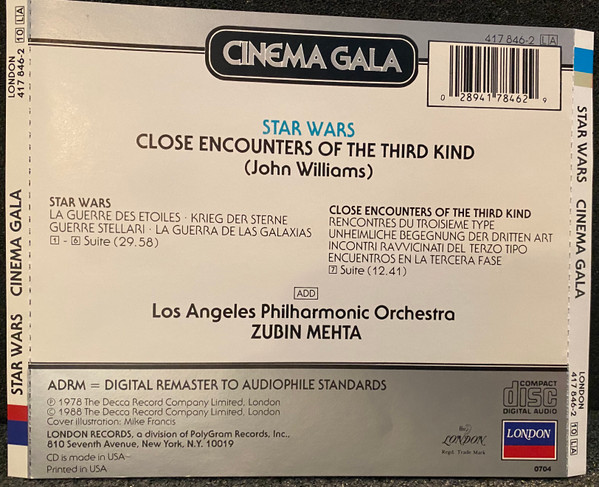 LONDON
417 846-2 10 LA
CINEMA GALA
STAR WARS
CINEMA GALA
417 846-2 LA
0 28941 78462 9
STAR WARS
CLOSE ENCOUNTERS OF THE THIRD KIND
(John Williams)
STAR WARS
LA GUERRE DES ETOILES · KRIEG DER STERNE
GUERRE STELLARI · LA GUERRA DE LAS GALAXIAS
1 - 6 Suite (29.58)
CLOSE ENCOUNTERS OF THE THIRD KIND
RENCONTRES DU TROISIEME TYPE
UNHEIMLICHE BEGEGNUNG DER DRITTEN ART
INCONTRI RAVVICINATI DEL TERZO TIPO
ENCUENTROS EN LA TERCERA FASE
7 Suite (12.41)
ADD
Los Angeles Philharmonic Orchestra
ZUBIN MEHTA
ADRM = DIGITAL REMASTER TO AUDIOPHILE STANDARDS
℗ 1978 The Decca Record Company Limited, London
© 1988 The Decca Record Company Limited, London
Cover illustration: Mike Francis
LONDON RECORDS, a division of PolyGram Records, Inc.,
810 Seventh Avenue, New York, N.Y. 10019
CD is made in USA
Printed in USA
LONDON
Regd. Trade Mark
COMPACT
disc
DIGITAL AUDIO
LONDON
0704
STAR WARS
CINEMA GALA
LONDON
417 846-2 10 LA